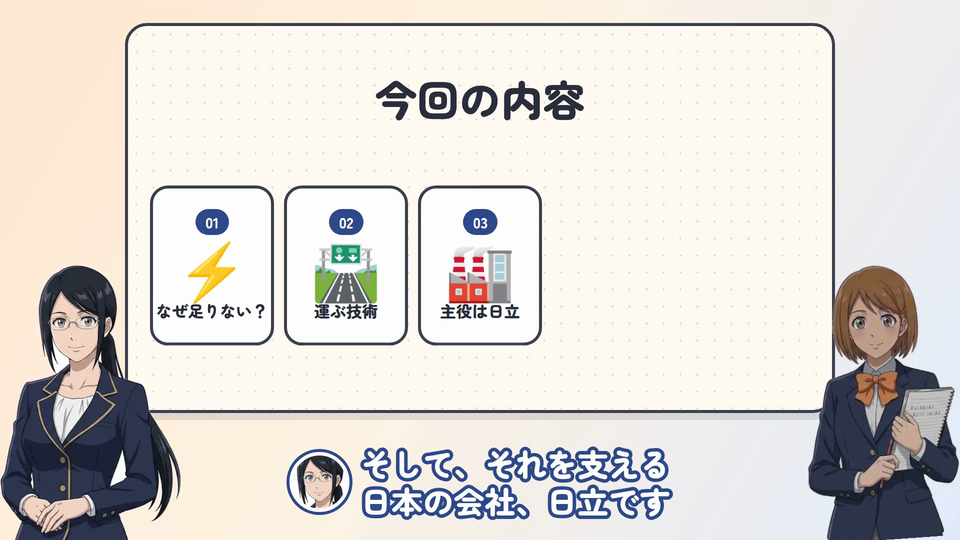 今回の内容
01
なぜ足りない？
02
運ぶ技術
03
主役は日立
そして、それを支える
日本の会社、日立です